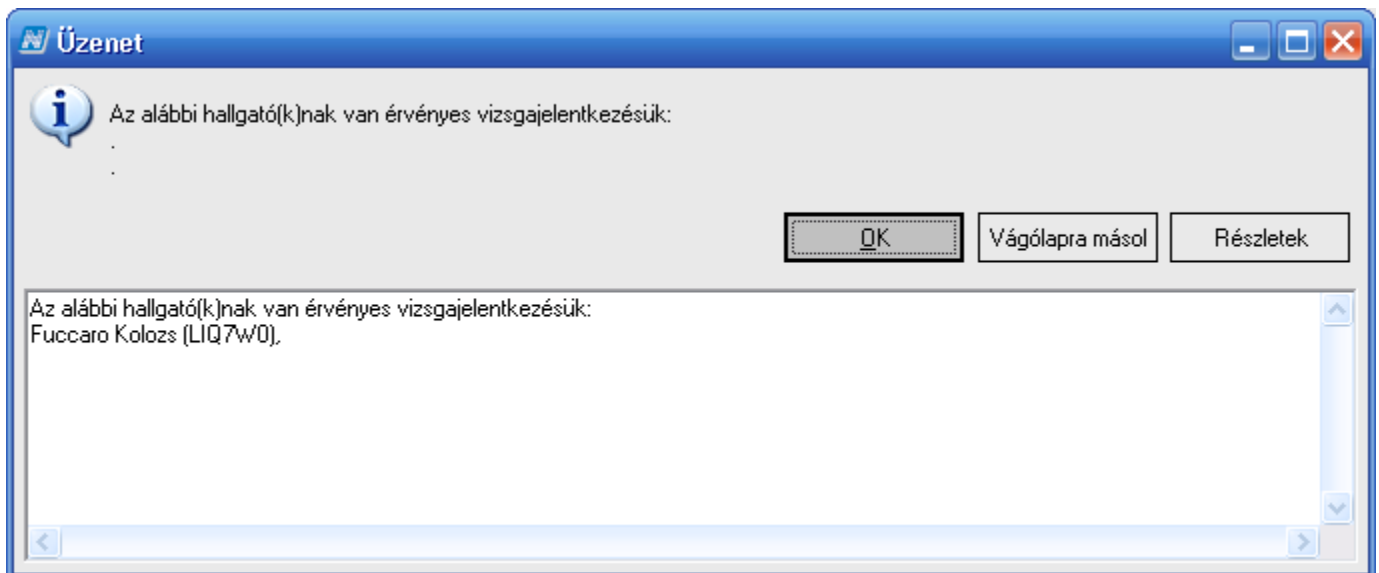 Üzenet
Az alábbi hallgató(k)nak van érvényes vizsgajelentkezésük:
.
.
OK
Vágólapra másol
Részletek
Az alábbi hallgató(k)nak van érvényes vizsgajelentkezésük:
Fuccaro Kolozs (LIQ7W0),